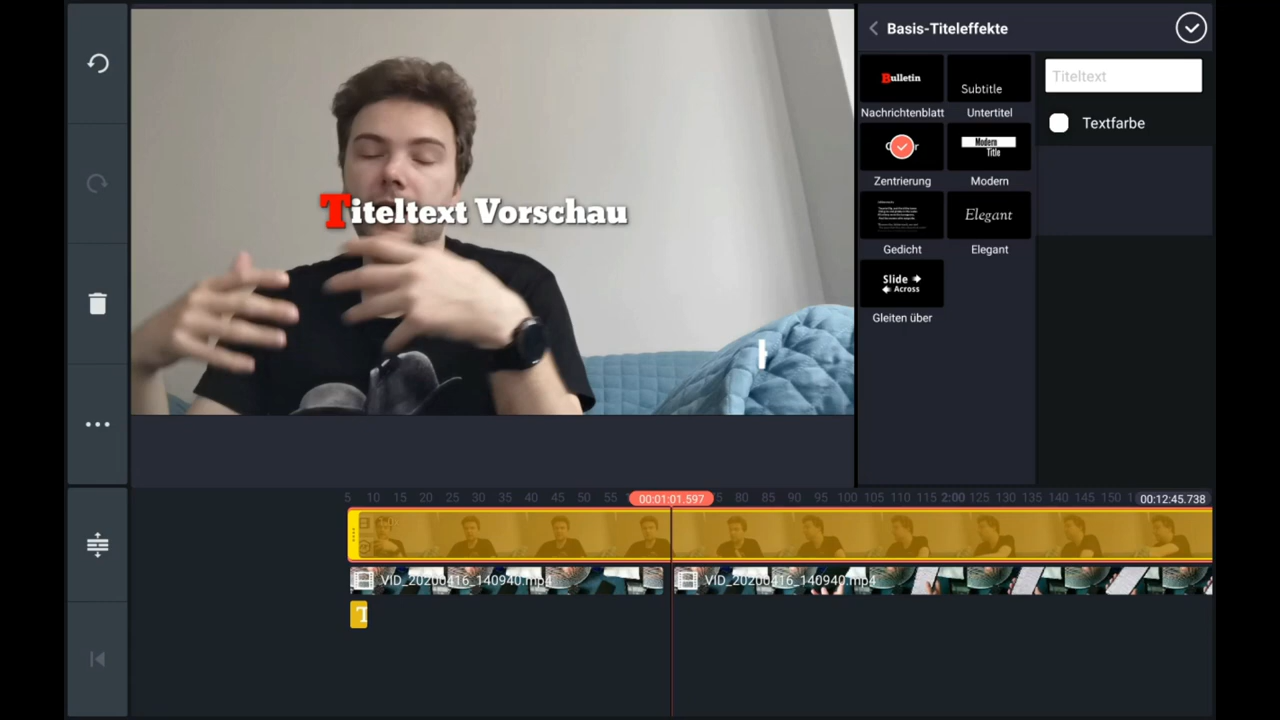 Basis-Titeleffekte
Bulletin
Nachrichtenblatt
Subtitle
Untertitel
Titeltext
Textfarbe
Zentrierung
Modern
Title
Modern
Gedicht
Elegant
Elegant
Slide
Across
Gleiten über
Titeltext Vorschau
5 10 15 20 25 30 35 40 45 50 55
00:01:01.597
75 80 85 90 95 100 105 110 115 2:00 125 130 135 140 145 150
00:12:45.738
VID_20200416_140940.mp4
VID_20200416_140940.mp4
T